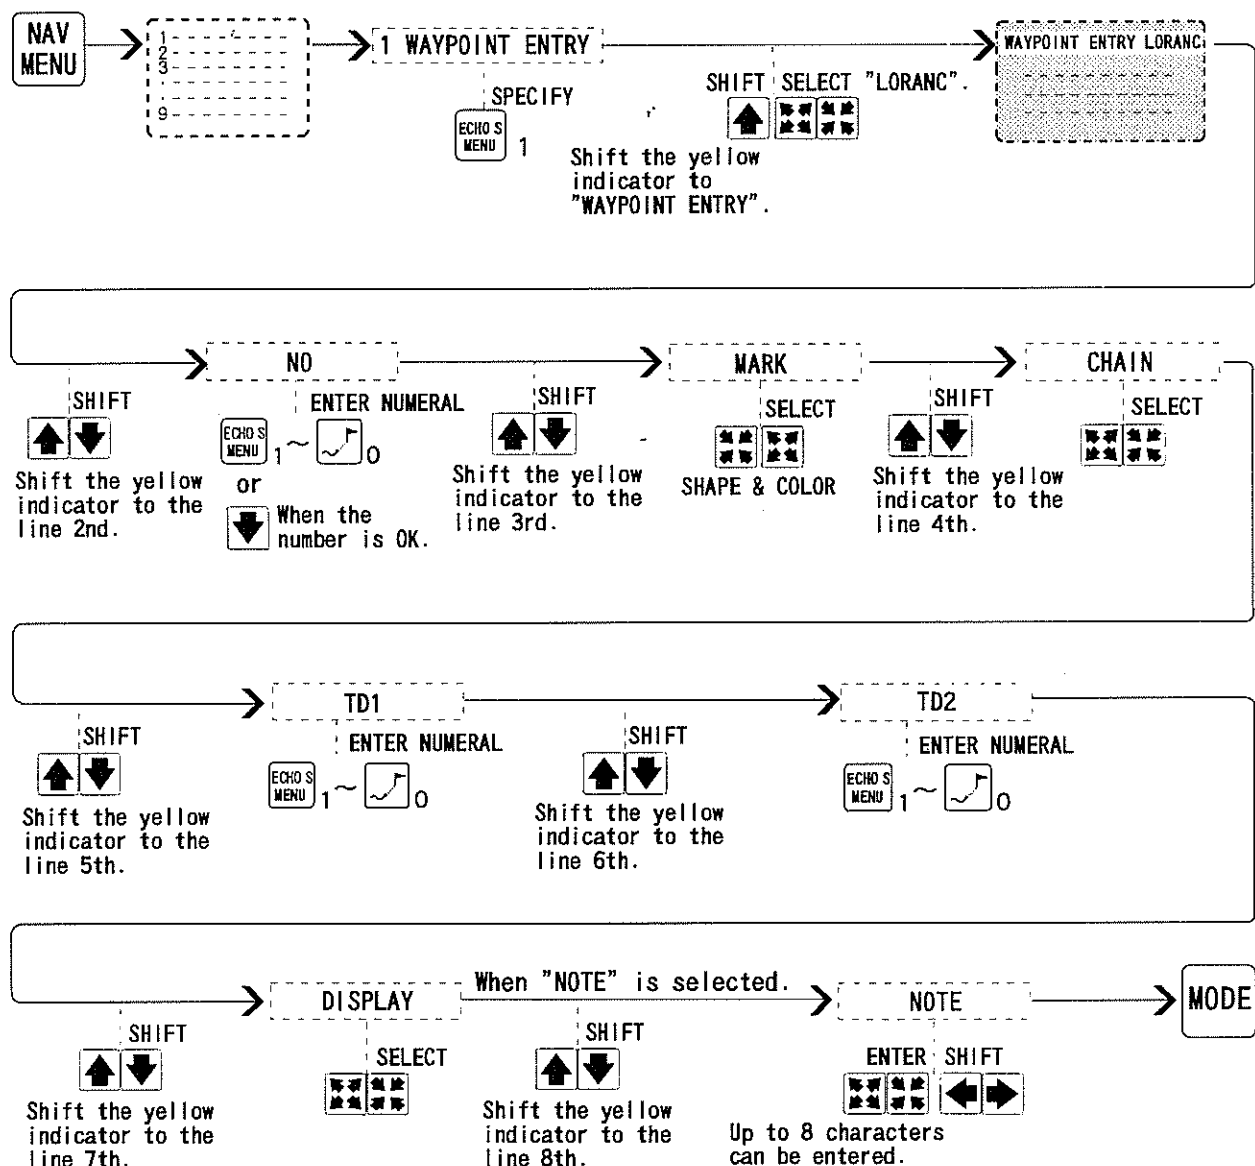 NAV
MENU
1 - - - - - - - - -
2 - - - - - - - - -
3 - - - - - - - - -
.
.
9 - - - - - - - - -
1 WAYPOINT ENTRY
SPECIFY
ECHO S
MENU 1
SHIFT SELECT "LORANC".
Shift the yellow
indicator to
"WAYPOINT ENTRY".
WAYPOINT ENTRY LORANC
SHIFT
Shift the yellow
indicator to the
line 2nd.
NO
ENTER NUMERAL
ECHO S
MENU 1 ~ 0
or
When the
number is OK.
SHIFT
Shift the yellow
indicator to the
line 3rd.
MARK
SELECT
SHAPE & COLOR
SHIFT
Shift the yellow
indicator to the
line 4th.
CHAIN
SELECT
SHIFT
Shift the yellow
indicator to the
line 5th.
TD1
ENTER NUMERAL
ECHO S
MENU 1 ~ 0
SHIFT
Shift the yellow
indicator to the
line 6th.
TD2
ENTER NUMERAL
ECHO S
MENU 1 ~ 0
SHIFT
Shift the yellow
indicator to the
line 7th.
DISPLAY
SELECT
When "NOTE" is selected.
SHIFT
Shift the yellow
indicator to the
line 8th.
NOTE
ENTER SHIFT
Up to 8 characters
can be entered.
MODE